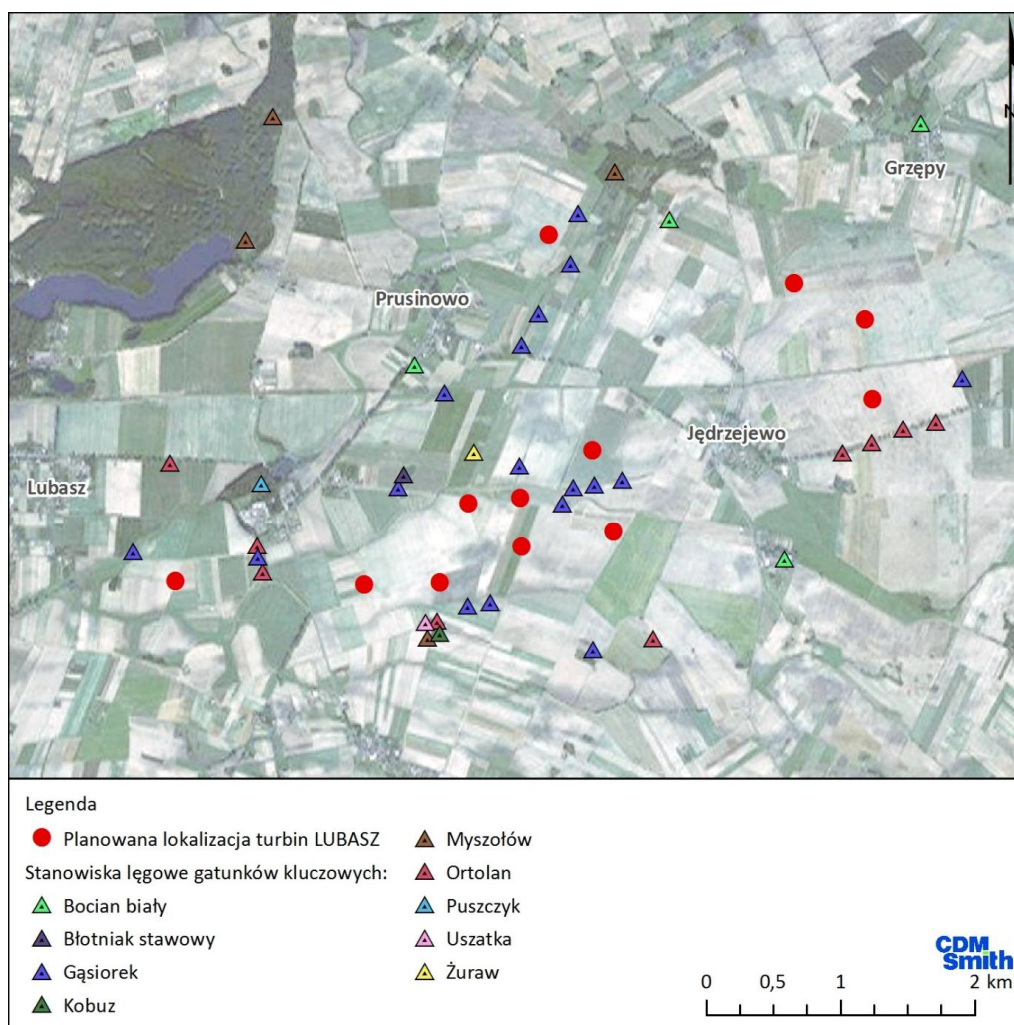 N
Grzępy
Prusinowo
Jędrzejewo
Lubasz
Legenda
Planowana lokalizacja turbin LUBASZ
Stanowiska lęgowe gatunków kluczowych:
Bocian biały
Błotniak stawowy
Gąsiorek
Kobuz
Myszołów
Ortolan
Puszczyk
Uszatka
Żuraw
CDM
Smith
0 0,5 1 2 km